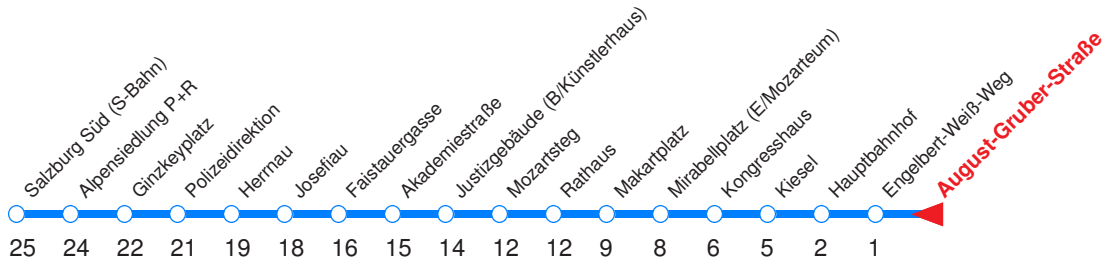 Salzburg Süd (S-Bahn)
Alpensiedlung P+R
Ginzkeyplatz
Polizeidirektion
Herrnau
Josefiau
Faistauergasse
Akademiestraße
Justizgebäude (B/Künstlerhaus)
Mozartsteg
Rathaus
Makartplatz
Mirabellplatz (E/Mozarteum)
Kongresshaus
Kiesel
Hauptbahnhof
Engelbert-Weiß-Weg
August-Gruber-Straße
25 24 22 21 19 18 16 15 14 12 12 9 8 6 5 2 1